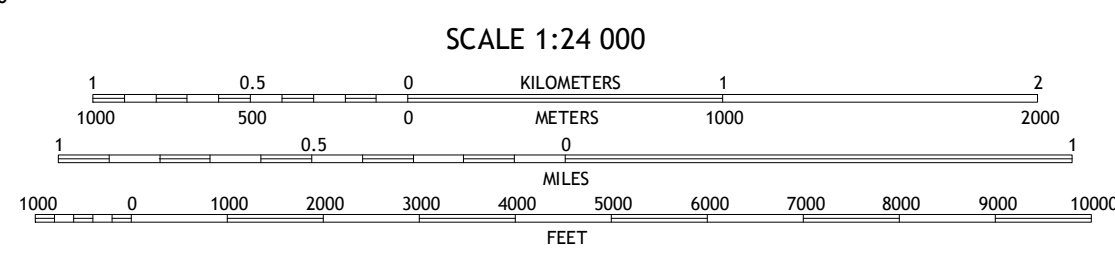 SCALE 1:24 000
1 0.5 0 KILOMETERS 1 2
1000 500 0 METERS 1000 2000
1 0.5 0 1
MILES
1000 0 1000 2000 3000 4000 5000 6000 7000 8000 9000 10000
FEET